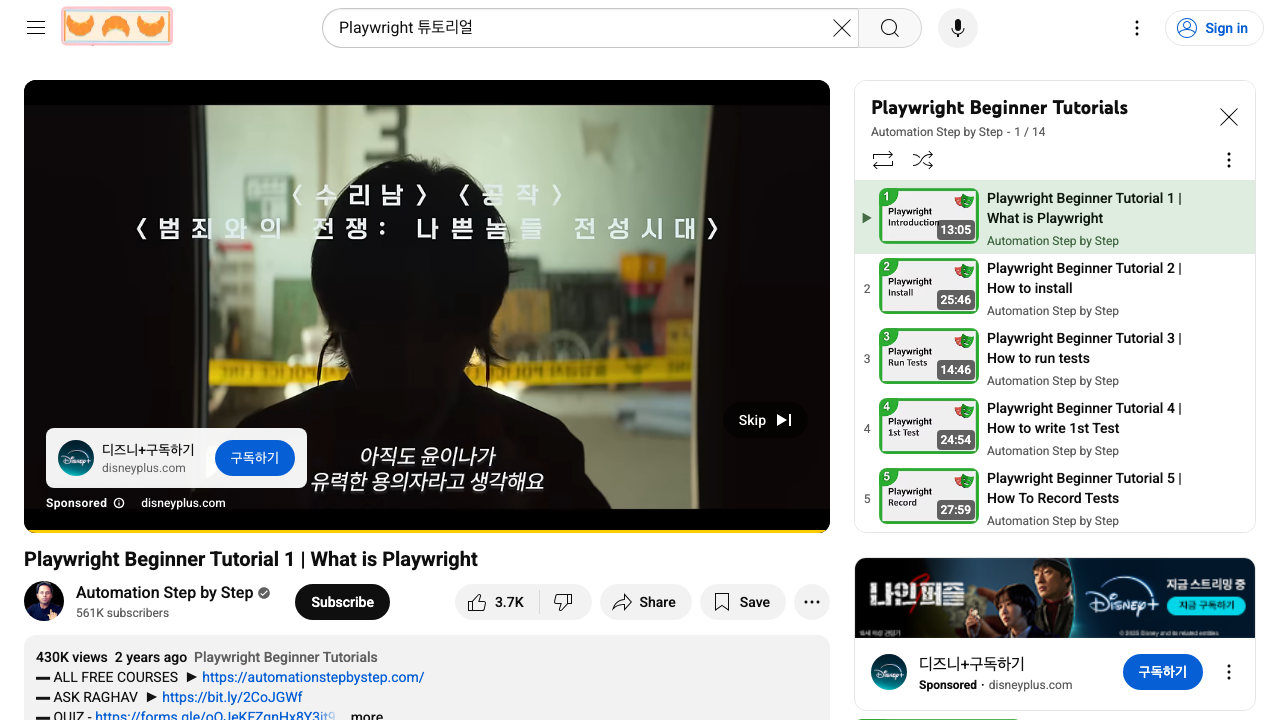 Playwright 튜토리얼
Sign in
〈수리남〉 〈공작〉
〈범죄와의 전쟁: 나쁜놈들 전성시대〉
POLICE LINE
Skip
디즈니+구독하기
disneyplus.com
구독하기
아직도 윤이나가
유력한 용의자라고 생각해요
Sponsored
disneyplus.com
Playwright Beginner Tutorial 1 | What is Playwright
Automation Step by Step
561K subscribers
Subscribe
3.7K
Share
Save
430K views 2 years ago Playwright Beginner Tutorials
— ALL FREE COURSES ► https://automationstepbystep.com/
— ASK RAGHAV ► https://bit.ly/2CoJGWf
— QUIZ - https://forms.gle/oQJeKFZgnHx8Y3jt9 ...more
Playwright Beginner Tutorials
Automation Step by Step - 1 / 14
1
Playwright
Introduction
13:05
Playwright Beginner Tutorial 1 |
What is Playwright
Automation Step by Step
2
2
Playwright
Install
25:46
Playwright Beginner Tutorial 2 |
How to install
Automation Step by Step
3
3
Playwright
Run Tests
14:46
Playwright Beginner Tutorial 3 |
How to run tests
Automation Step by Step
4
4
Playwright
1st Test
24:54
Playwright Beginner Tutorial 4 |
How to write 1st Test
Automation Step by Step
5
5
Playwright
Record
27:59
Playwright Beginner Tutorial 5 |
How To Record Tests
Automation Step by Step
나인퍼즐
Disney+
지금 스트리밍 중
지금 구독하기
디즈니+구독하기
Sponsored · disneyplus.com
구독하기